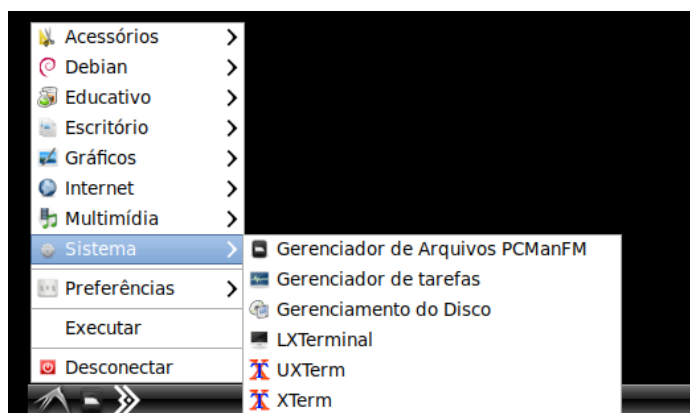 Acessórios
Debian
Educativo
Escritório
Gráficos
Internet
Multimídia
Sistema
Preferências
Executar
Desconectar
Gerenciador de Arquivos PCManFM
Gerenciador de tarefas
Gerenciamento do Disco
LXTerminal
UXTerm
XTerm